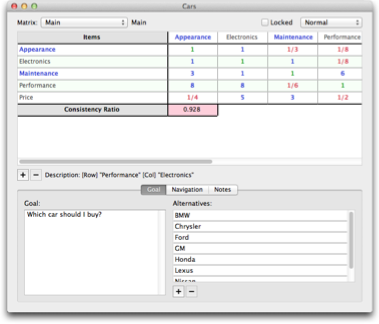 Cars
Matrix: Main Main Locked Normal
Items Appearance Electronics Maintenance Performance
Appearance 1 1 1/3 1/8
Electronics 1 1 1 1/8
Maintenance 3 1 1 6
Performance 8 8 1/6 1
Price 1/4 5 3 1/2
Consistency Ratio 0.928
+ − Description: [Row] "Performance" [Col] "Electronics"
Goal Navigation Notes
Goal: Alternatives:
Which car should I buy? BMW
Chrysler
Ford
GM
Honda
Lexus
Nissan
+ −